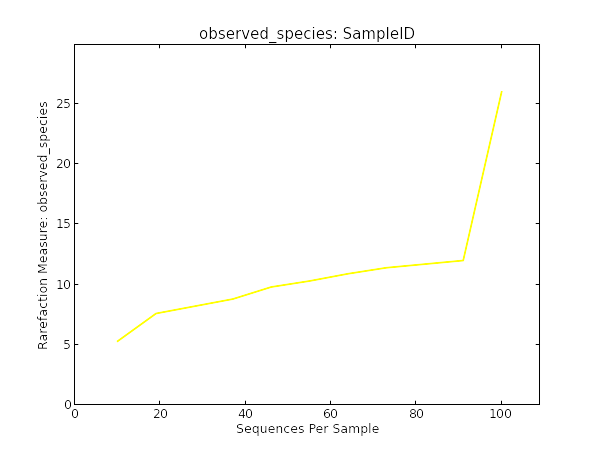 observed_species: SampleID
Rarefaction Measure: observed_species
25
20
15
10
5
0
0 20 40 60 80 100
Sequences Per Sample